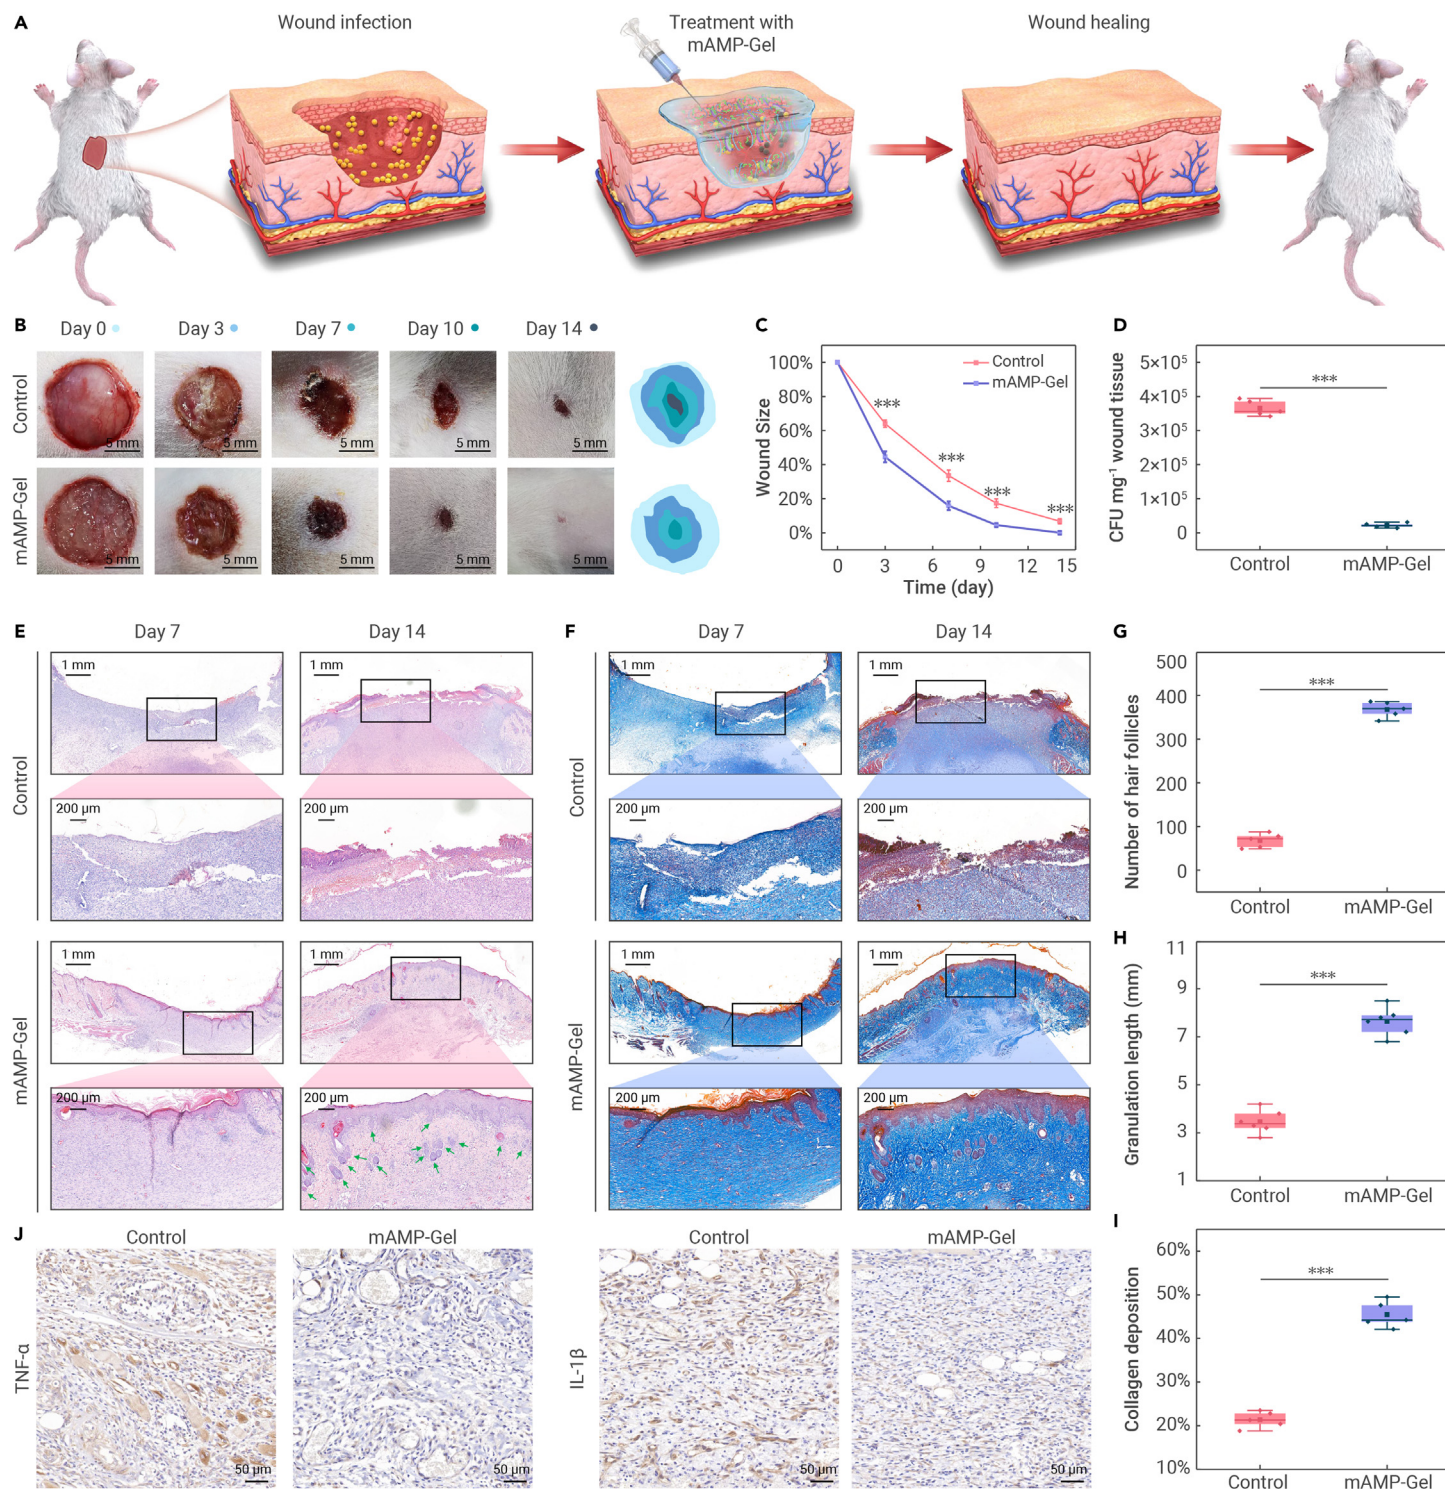 A
Wound infection
Treatment with
mAMP-Gel
Wound healing
B
Day 0
Day 3
Day 7
Day 10
Day 14
Control
5 mm
5 mm
5 mm
5 mm
5 mm
mAMP-Gel
5 mm
5 mm
5 mm
5 mm
5 mm
C
Wound Size
100%
80%
60%
40%
20%
0%
Control
mAMP-Gel
***
***
***
***
0
3
6
9
12
15
Time (day)
D
CFU mg⁻¹ wound tissue
5×10⁵
4×10⁵
3×10⁵
2×10⁵
1×10⁵
0
***
Control
mAMP-Gel
E
Day 7
Day 14
Control
1 mm
1 mm
200 µm
200 µm
mAMP-Gel
1 mm
1 mm
200 µm
200 µm
F
Day 7
Day 14
Control
1 mm
1 mm
200 µm
200 µm
mAMP-Gel
1 mm
1 mm
200 µm
200 µm
G
Number of hair follicles
500
400
300
200
100
0
***
Control
mAMP-Gel
H
Granulation length (mm)
11
9
7
5
3
1
***
Control
mAMP-Gel
I
Collagen deposition
60%
50%
40%
30%
20%
10%
***
Control
mAMP-Gel
J
Control
mAMP-Gel
TNF-α
50 µm
50 µm
Control
mAMP-Gel
IL-1β
50 µm
50 µm